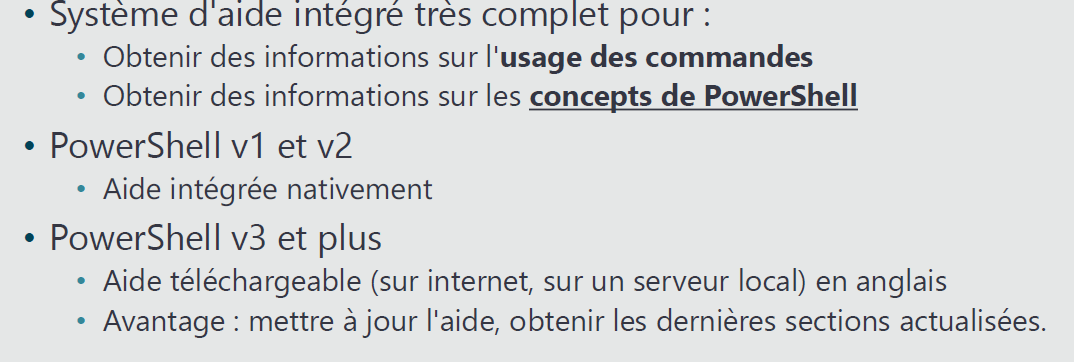 • Système d'aide intégré très complet pour :
• Obtenir des informations sur l'usage des commandes
• Obtenir des informations sur les concepts de PowerShell
• PowerShell v1 et v2
• Aide intégrée nativement
• PowerShell v3 et plus
• Aide téléchargeable (sur internet, sur un serveur local) en anglais
• Avantage : mettre à jour l'aide, obtenir les dernières sections actualisées.